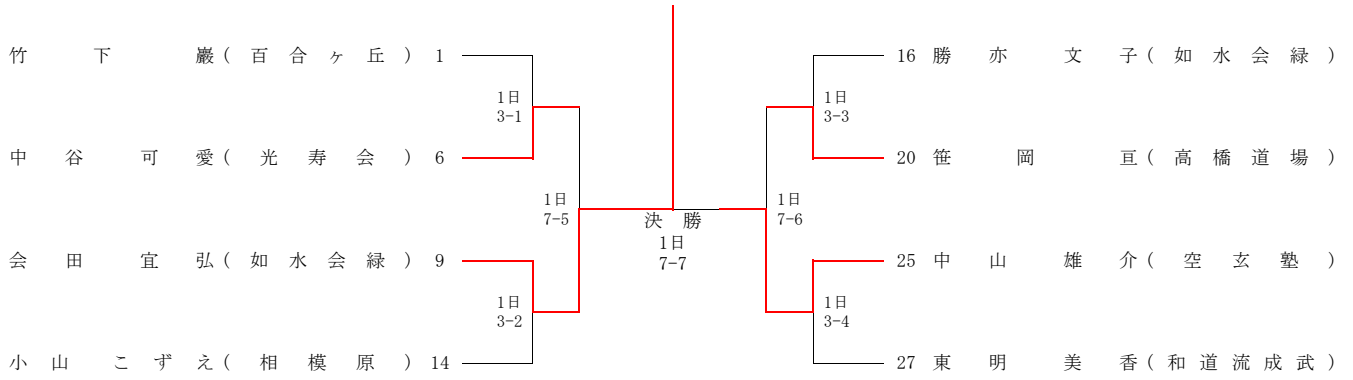 竹下 巖(百合ヶ丘) 1
16 勝亦 文子(如水会緑)
1日
3-1
1日
3-3
中谷 可愛(光寿会) 6
20 笹岡 亘(高橋道場)
1日
7-5
決勝
1日
7-7
1日
7-6
会田 宜弘(如水会緑) 9
25 中山 雄介(空玄塾)
1日
3-2
1日
3-4
小山 こずえ(相模原) 14
27 東明 美香(和道流成武)